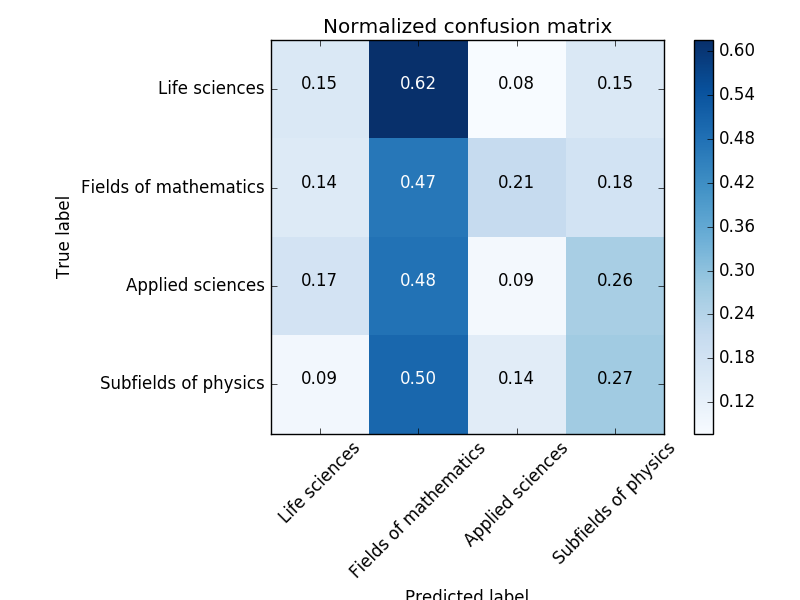 Normalized confusion matrix
Life sciences 0.15 0.62 0.08 0.15
Fields of mathematics 0.14 0.47 0.21 0.18
Applied sciences 0.17 0.48 0.09 0.26
Subfields of physics 0.09 0.50 0.14 0.27
True label
Life sciences
Fields of mathematics
Applied sciences
Subfields of physics
Predicted label
0.60
0.54
0.48
0.42
0.36
0.30
0.24
0.18
0.12